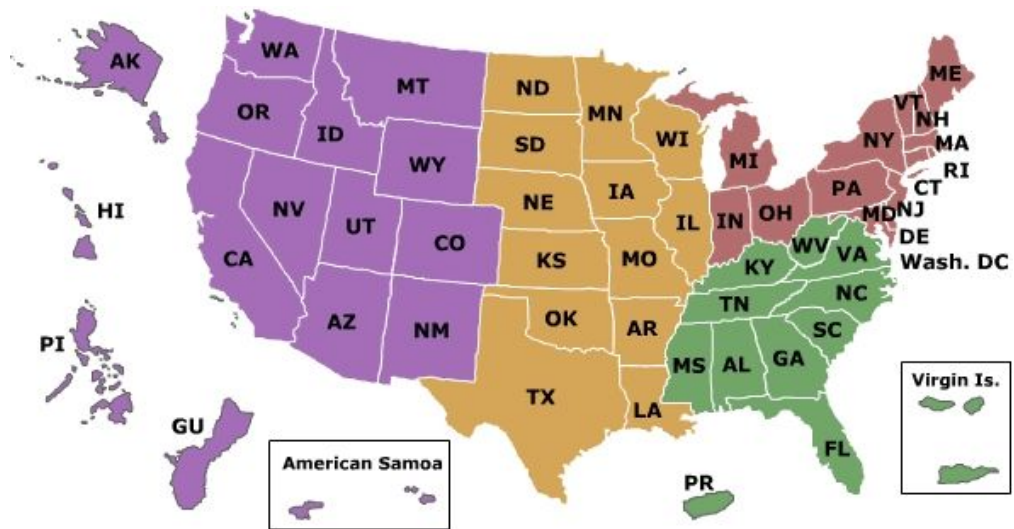 AK
WA
MT
ND
MN
ME
VT
NH
OR
ID
SD
WI
NY
MA
MI
RI
WY
CT
IA
PA
NE
HI
NV
NJ
IL
IN
OH
MD
UT
CO
DE
WV
VA
CA
KS
MO
KY
Wash. DC
NC
TN
OK
AZ
NM
AR
SC
PI
MS
AL
GA
Virgin Is.
TX
LA
GU
FL
American Samoa
PR